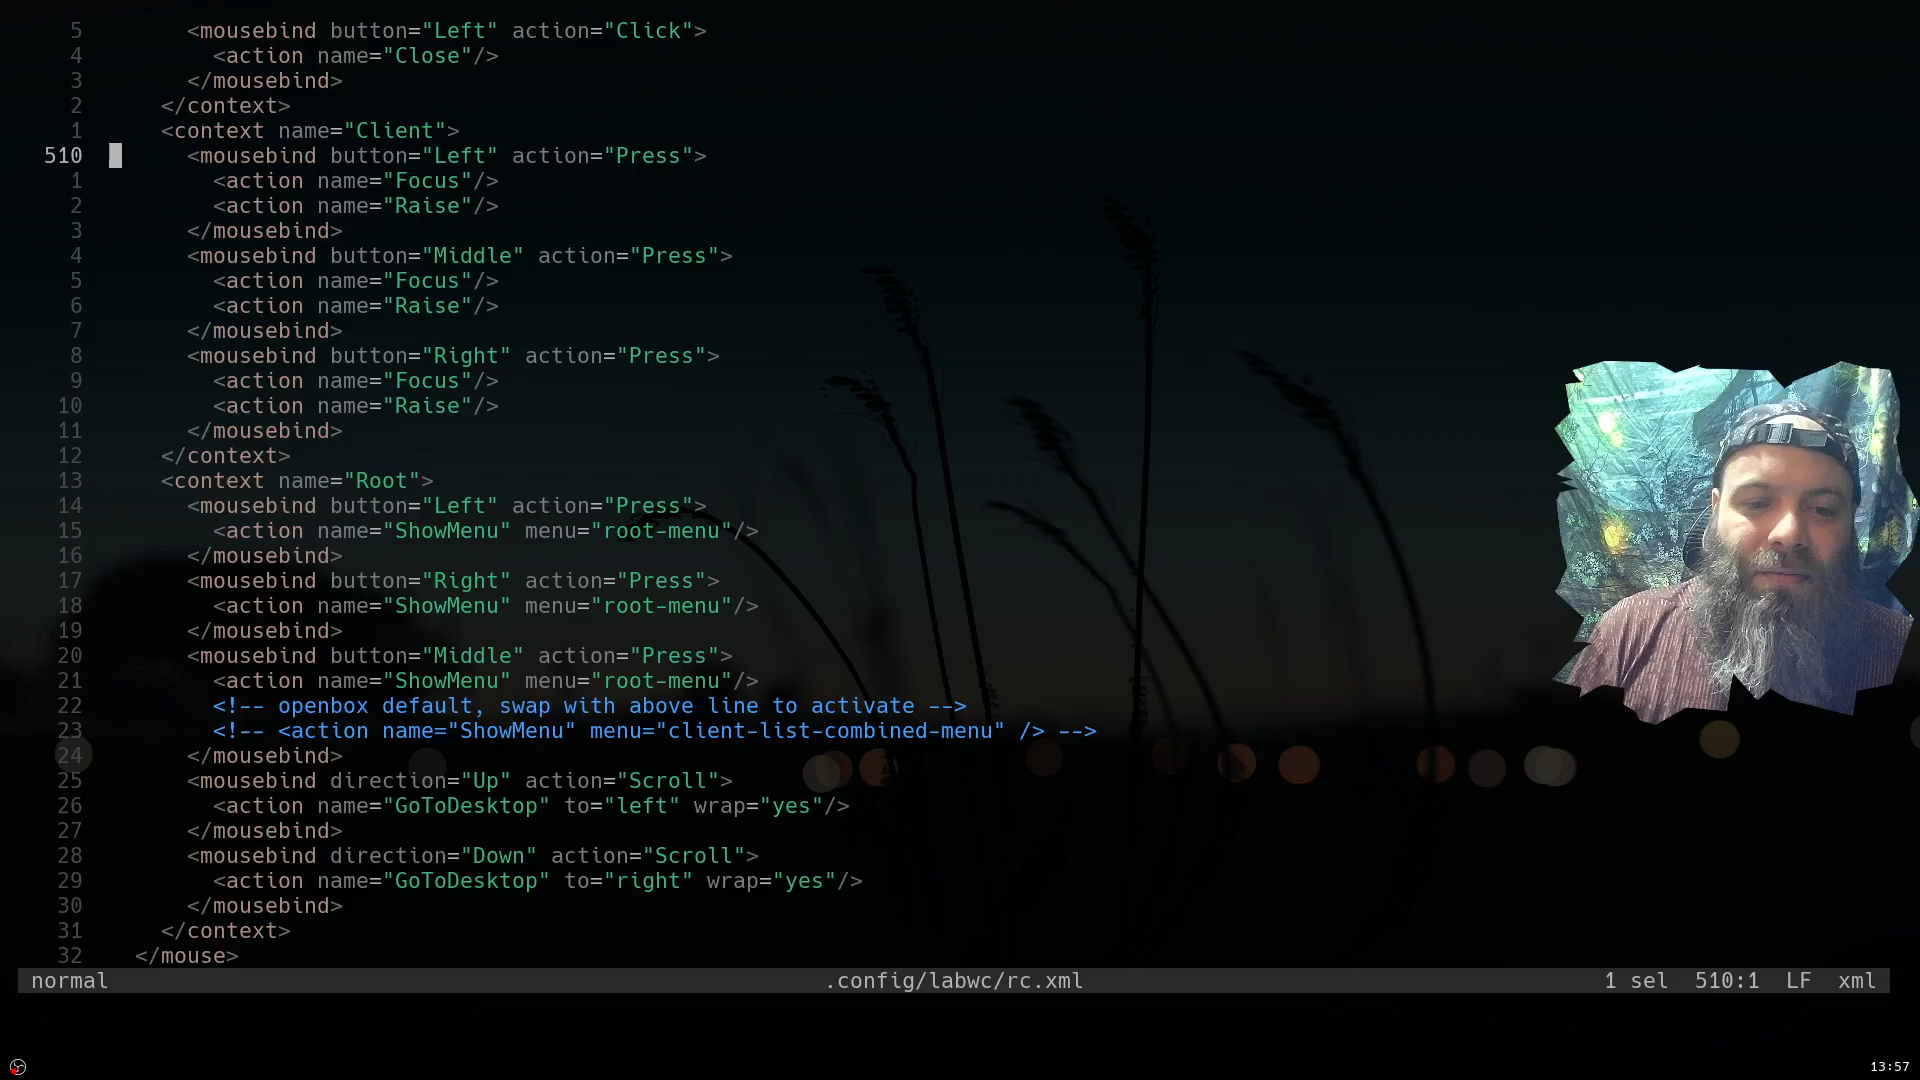 5 <mousebind button="Left" action="Click">
4 <action name="Close"/>
3 </mousebind>
2 </context>
1 <context name="Client">
510 <mousebind button="Left" action="Press">
1 <action name="Focus"/>
2 <action name="Raise"/>
3 </mousebind>
4 <mousebind button="Middle" action="Press">
5 <action name="Focus"/>
6 <action name="Raise"/>
7 </mousebind>
8 <mousebind button="Right" action="Press">
9 <action name="Focus"/>
10 <action name="Raise"/>
11 </mousebind>
12 </context>
13 <context name="Root">
14 <mousebind button="Left" action="Press">
15 <action name="ShowMenu" menu="root-menu"/>
16 </mousebind>
17 <mousebind button="Right" action="Press">
18 <action name="ShowMenu" menu="root-menu"/>
19 </mousebind>
20 <mousebind button="Middle" action="Press">
21 <action name="ShowMenu" menu="root-menu"/>
22 <!-- openbox default, swap with above line to activate -->
23 <!-- <action name="ShowMenu" menu="client-list-combined-menu" /> -->
24 </mousebind>
25 <mousebind direction="Up" action="Scroll">
26 <action name="GoToDesktop" to="left" wrap="yes"/>
27 </mousebind>
28 <mousebind direction="Down" action="Scroll">
29 <action name="GoToDesktop" to="right" wrap="yes"/>
30 </mousebind>
31 </context>
32 </mouse>
normal .config/labwc/rc.xml 1 sel 510:1 LF xml
13:57